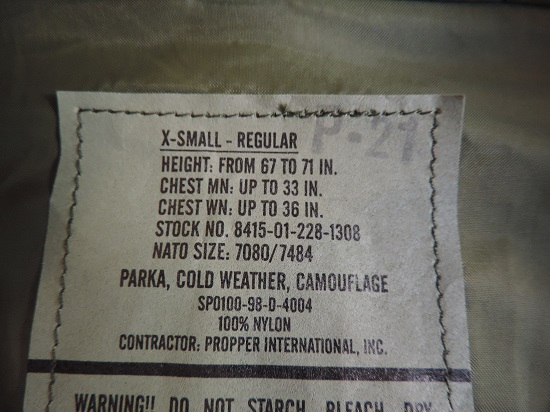 X-SMALL - REGULAR P-21
HEIGHT: FROM 67 TO 71 IN.
CHEST MN: UP TO 33 IN.
CHEST WN: UP TO 36 IN.
STOCK NO. 8415-01-228-1308
NATO SIZE: 7080/7484
PARKA, COLD WEATHER, CAMOUFLAGE
SPO100-98-D-4004
100% NYLON
CONTRACTOR: PROPPER INTERNATIONAL, INC.
WARNING!! DO NOT STARCH, BLEACH, DRY